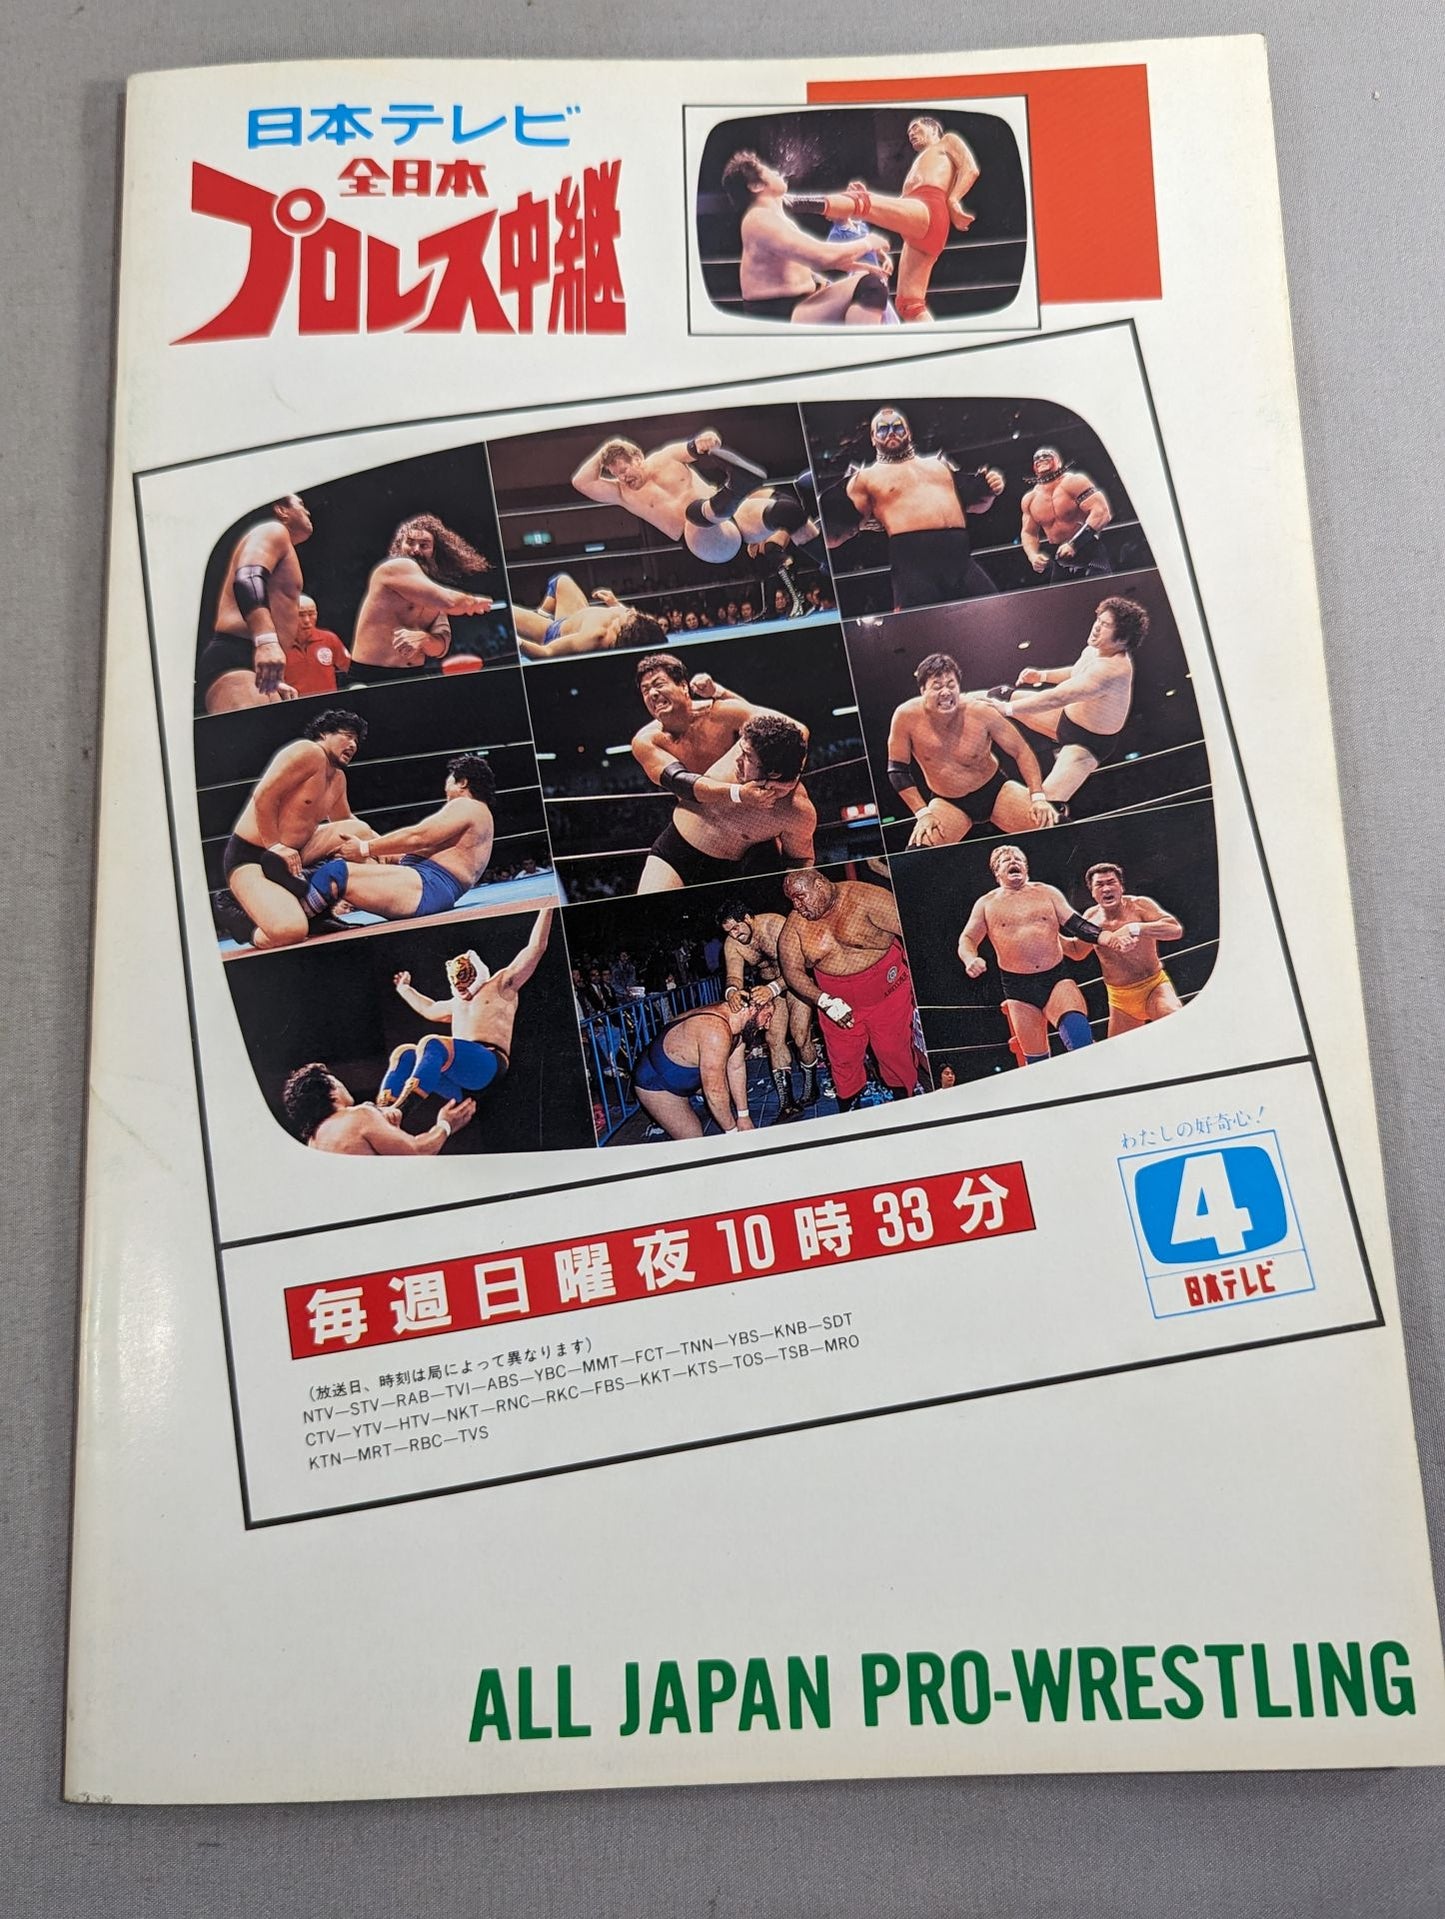 日本テレビ
全日本
プロレス中継
わたしの好奇心!
4
日本テレビ
毎週日曜夜10時33分
(放送日、時刻は局によって異なります)
NTV—STV—RAB—TVI—ABS—YBC—MMT—FCT—TNN—YBS—KNB—SDT
CTV—YTV—HTV—NKT—RNC—RKC—FBS—KKT—KTS—TOS—TSB—MRO
KTN—MRT—RBC—TVS
ALL JAPAN PRO-WRESTLING